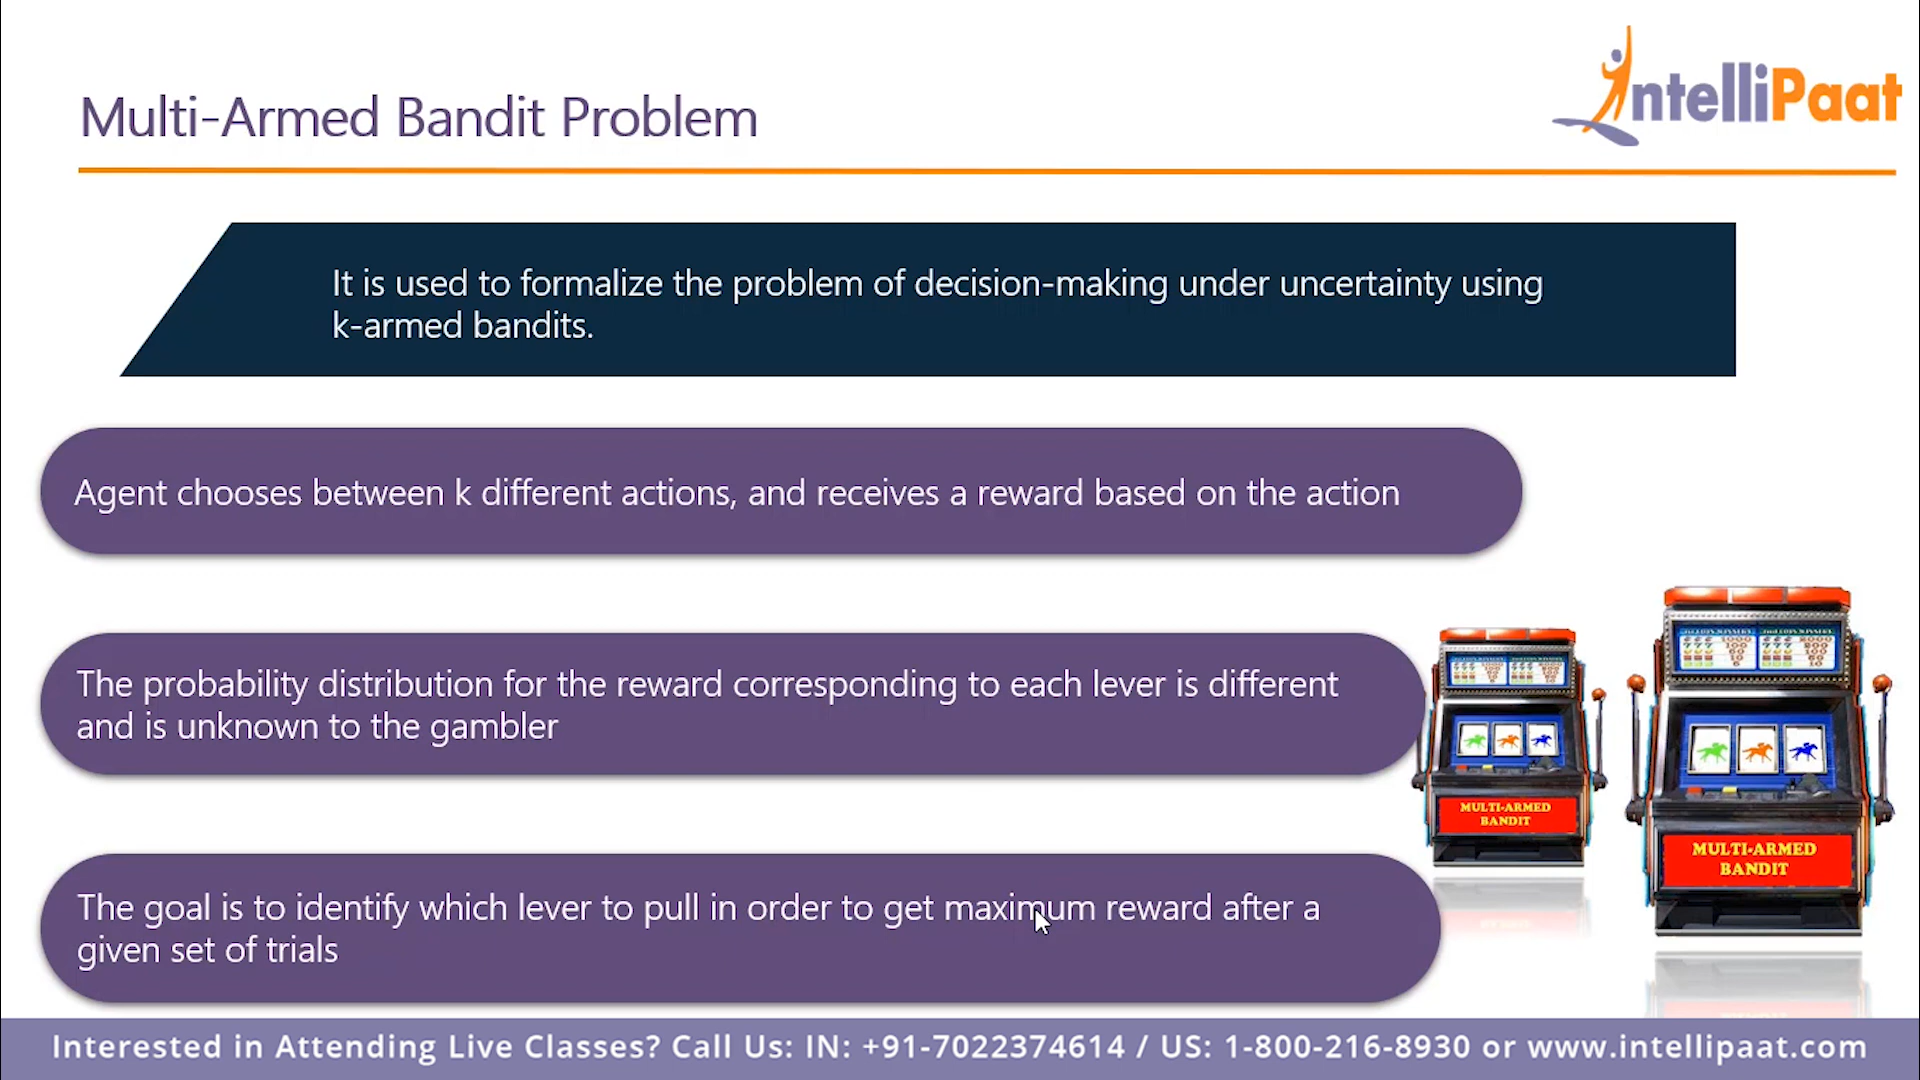 IntelliPaat
Multi-Armed Bandit Problem
It is used to formalize the problem of decision-making under uncertainty using
k-armed bandits.
Agent chooses between k different actions, and receives a reward based on the action
The probability distribution for the reward corresponding to each lever is different
and is unknown to the gambler
MULTI-ARMED
BANDIT
MULTI-ARMED
BANDIT
The goal is to identify which lever to pull in order to get maximum reward after a
given set of trials
Interested in Attending Live Classes? Call Us: IN: +91-7022374614 / US: 1-800-216-8930 or www.intellipaat.com